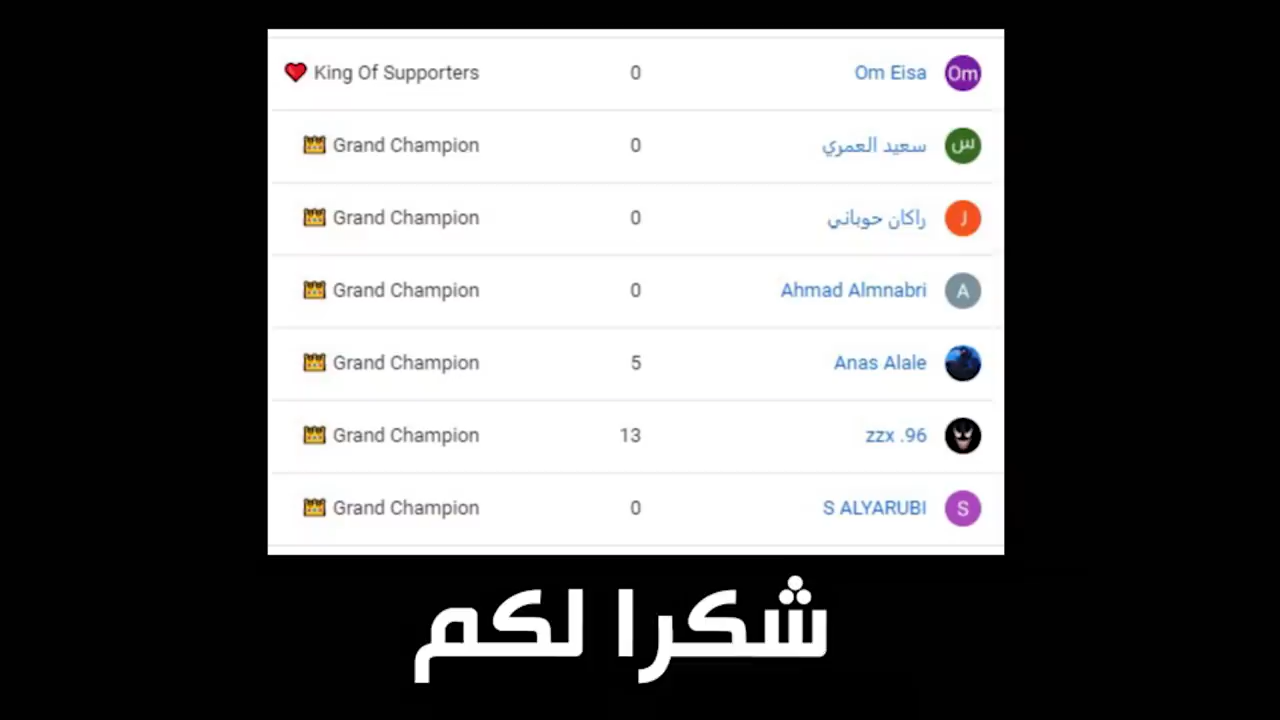 ❤️ King Of Supporters 0 Om Eisa Om
👑 Grand Champion 0 سعيد العمري س
👑 Grand Champion 0 راكان حوباني J
👑 Grand Champion 0 Ahmad Almnabri A
👑 Grand Champion 5 Anas Alale
👑 Grand Champion 13 zzx .96
👑 Grand Champion 0 S ALYARUBI S
شكرا لكم